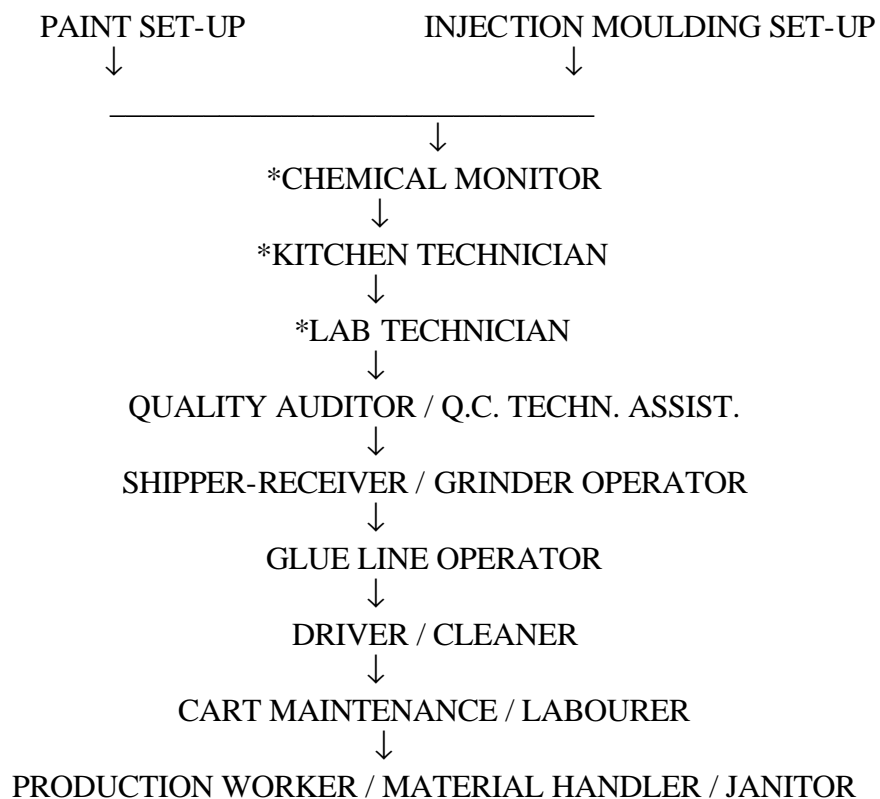 PAINT SET-UP INJECTION MOULDING SET-UP
↓ ↓
↓
*CHEMICAL MONITOR
↓
*KITCHEN TECHNICIAN
↓
*LAB TECHNICIAN
↓
QUALITY AUDITOR / Q.C. TECHN. ASSIST.
↓
SHIPPER-RECEIVER / GRINDER OPERATOR
↓
GLUE LINE OPERATOR
↓
DRIVER / CLEANER
↓
CART MAINTENANCE / LABOURER
↓
PRODUCTION WORKER / MATERIAL HANDLER / JANITOR